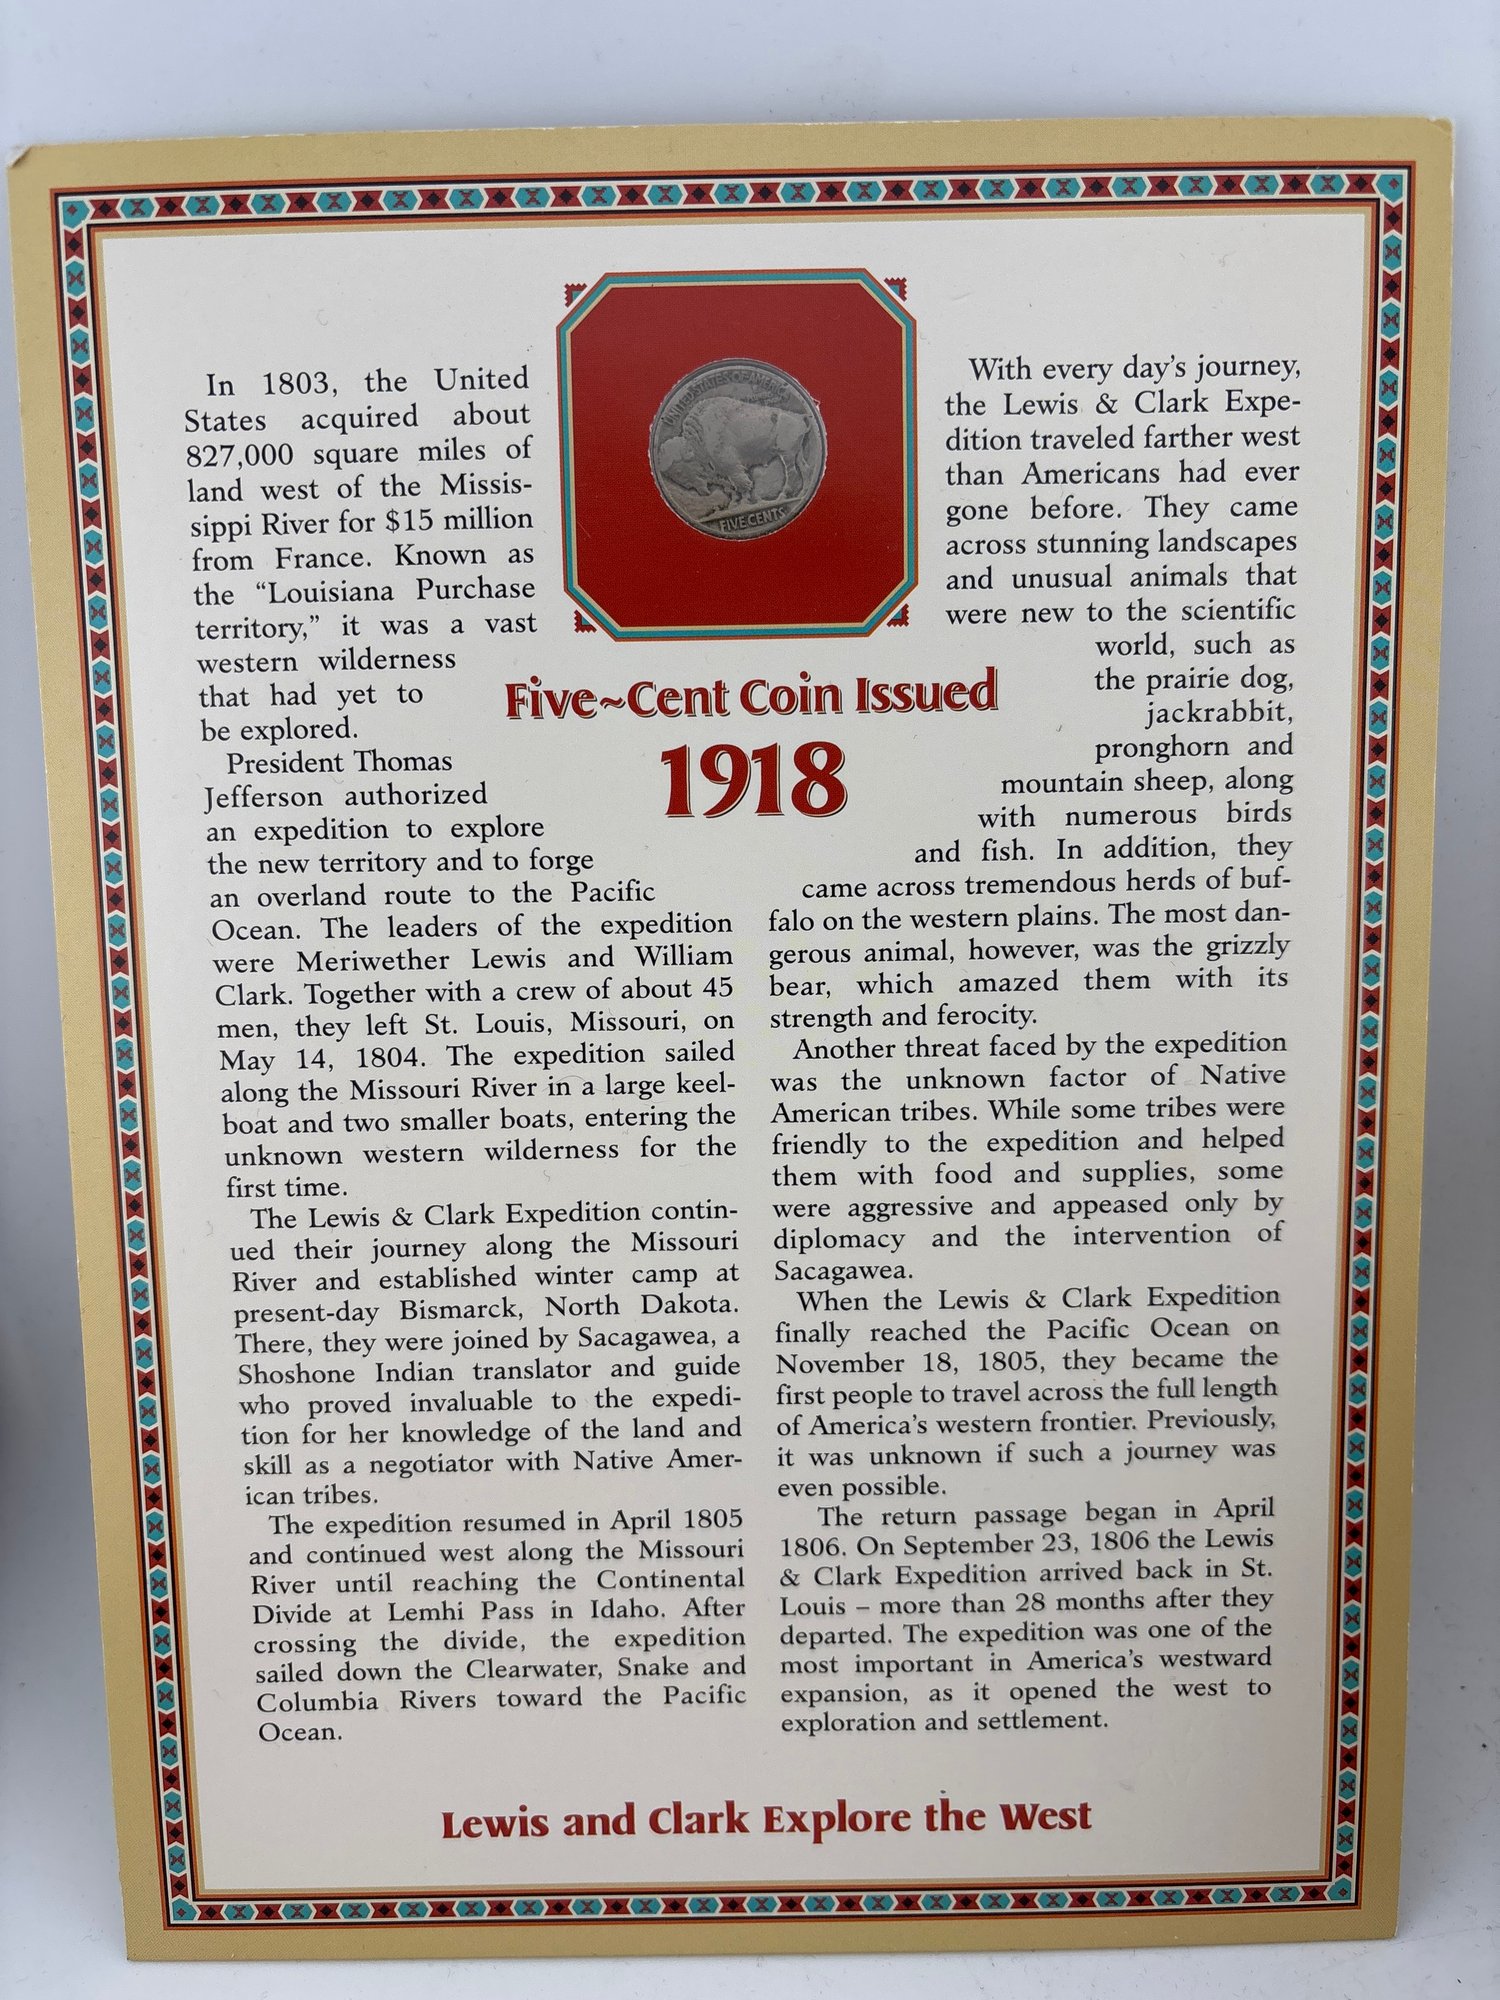 UNITED STATES OF AMERICA
FIVE CENTS
Five~Cent Coin Issued
1918
In 1803, the United
States acquired about
827,000 square miles of
land west of the Missis-
sippi River for $15 million
from France. Known as
the “Louisiana Purchase
territory,” it was a vast
western wilderness
that had yet to
be explored.
President Thomas
Jefferson authorized
an expedition to explore
the new territory and to forge
an overland route to the Pacific
Ocean. The leaders of the expedition
were Meriwether Lewis and William
Clark. Together with a crew of about 45
men, they left St. Louis, Missouri, on
May 14, 1804. The expedition sailed
along the Missouri River in a large keel-
boat and two smaller boats, entering the
unknown western wilderness for the
first time.
The Lewis & Clark Expedition contin-
ued their journey along the Missouri
River and established winter camp at
present-day Bismarck, North Dakota.
There, they were joined by Sacagawea, a
Shoshone Indian translator and guide
who proved invaluable to the expedi-
tion for her knowledge of the land and
skill as a negotiator with Native Amer-
ican tribes.
The expedition resumed in April 1805
and continued west along the Missouri
River until reaching the Continental
Divide at Lemhi Pass in Idaho. After
crossing the divide, the expedition
sailed down the Clearwater, Snake and
Columbia Rivers toward the Pacific
Ocean.
With every day’s journey,
the Lewis & Clark Expe-
dition traveled farther west
than Americans had ever
gone before. They came
across stunning landscapes
and unusual animals that
were new to the scientific
world, such as
the prairie dog,
jackrabbit,
pronghorn and
mountain sheep, along
with numerous birds
and fish. In addition, they
came across tremendous herds of buf-
falo on the western plains. The most dan-
gerous animal, however, was the grizzly
bear, which amazed them with its
strength and ferocity.
Another threat faced by the expedition
was the unknown factor of Native
American tribes. While some tribes were
friendly to the expedition and helped
them with food and supplies, some
were aggressive and appeased only by
diplomacy and the intervention of
Sacagawea.
When the Lewis & Clark Expedition
finally reached the Pacific Ocean on
November 18, 1805, they became the
first people to travel across the full length
of America’s western frontier. Previously,
it was unknown if such a journey was
even possible.
The return passage began in April
1806. On September 23, 1806 the Lewis
& Clark Expedition arrived back in St.
Louis – more than 28 months after they
departed. The expedition was one of the
most important in America’s westward
expansion, as it opened the west to
exploration and settlement.
Lewis and Clark Explore the West